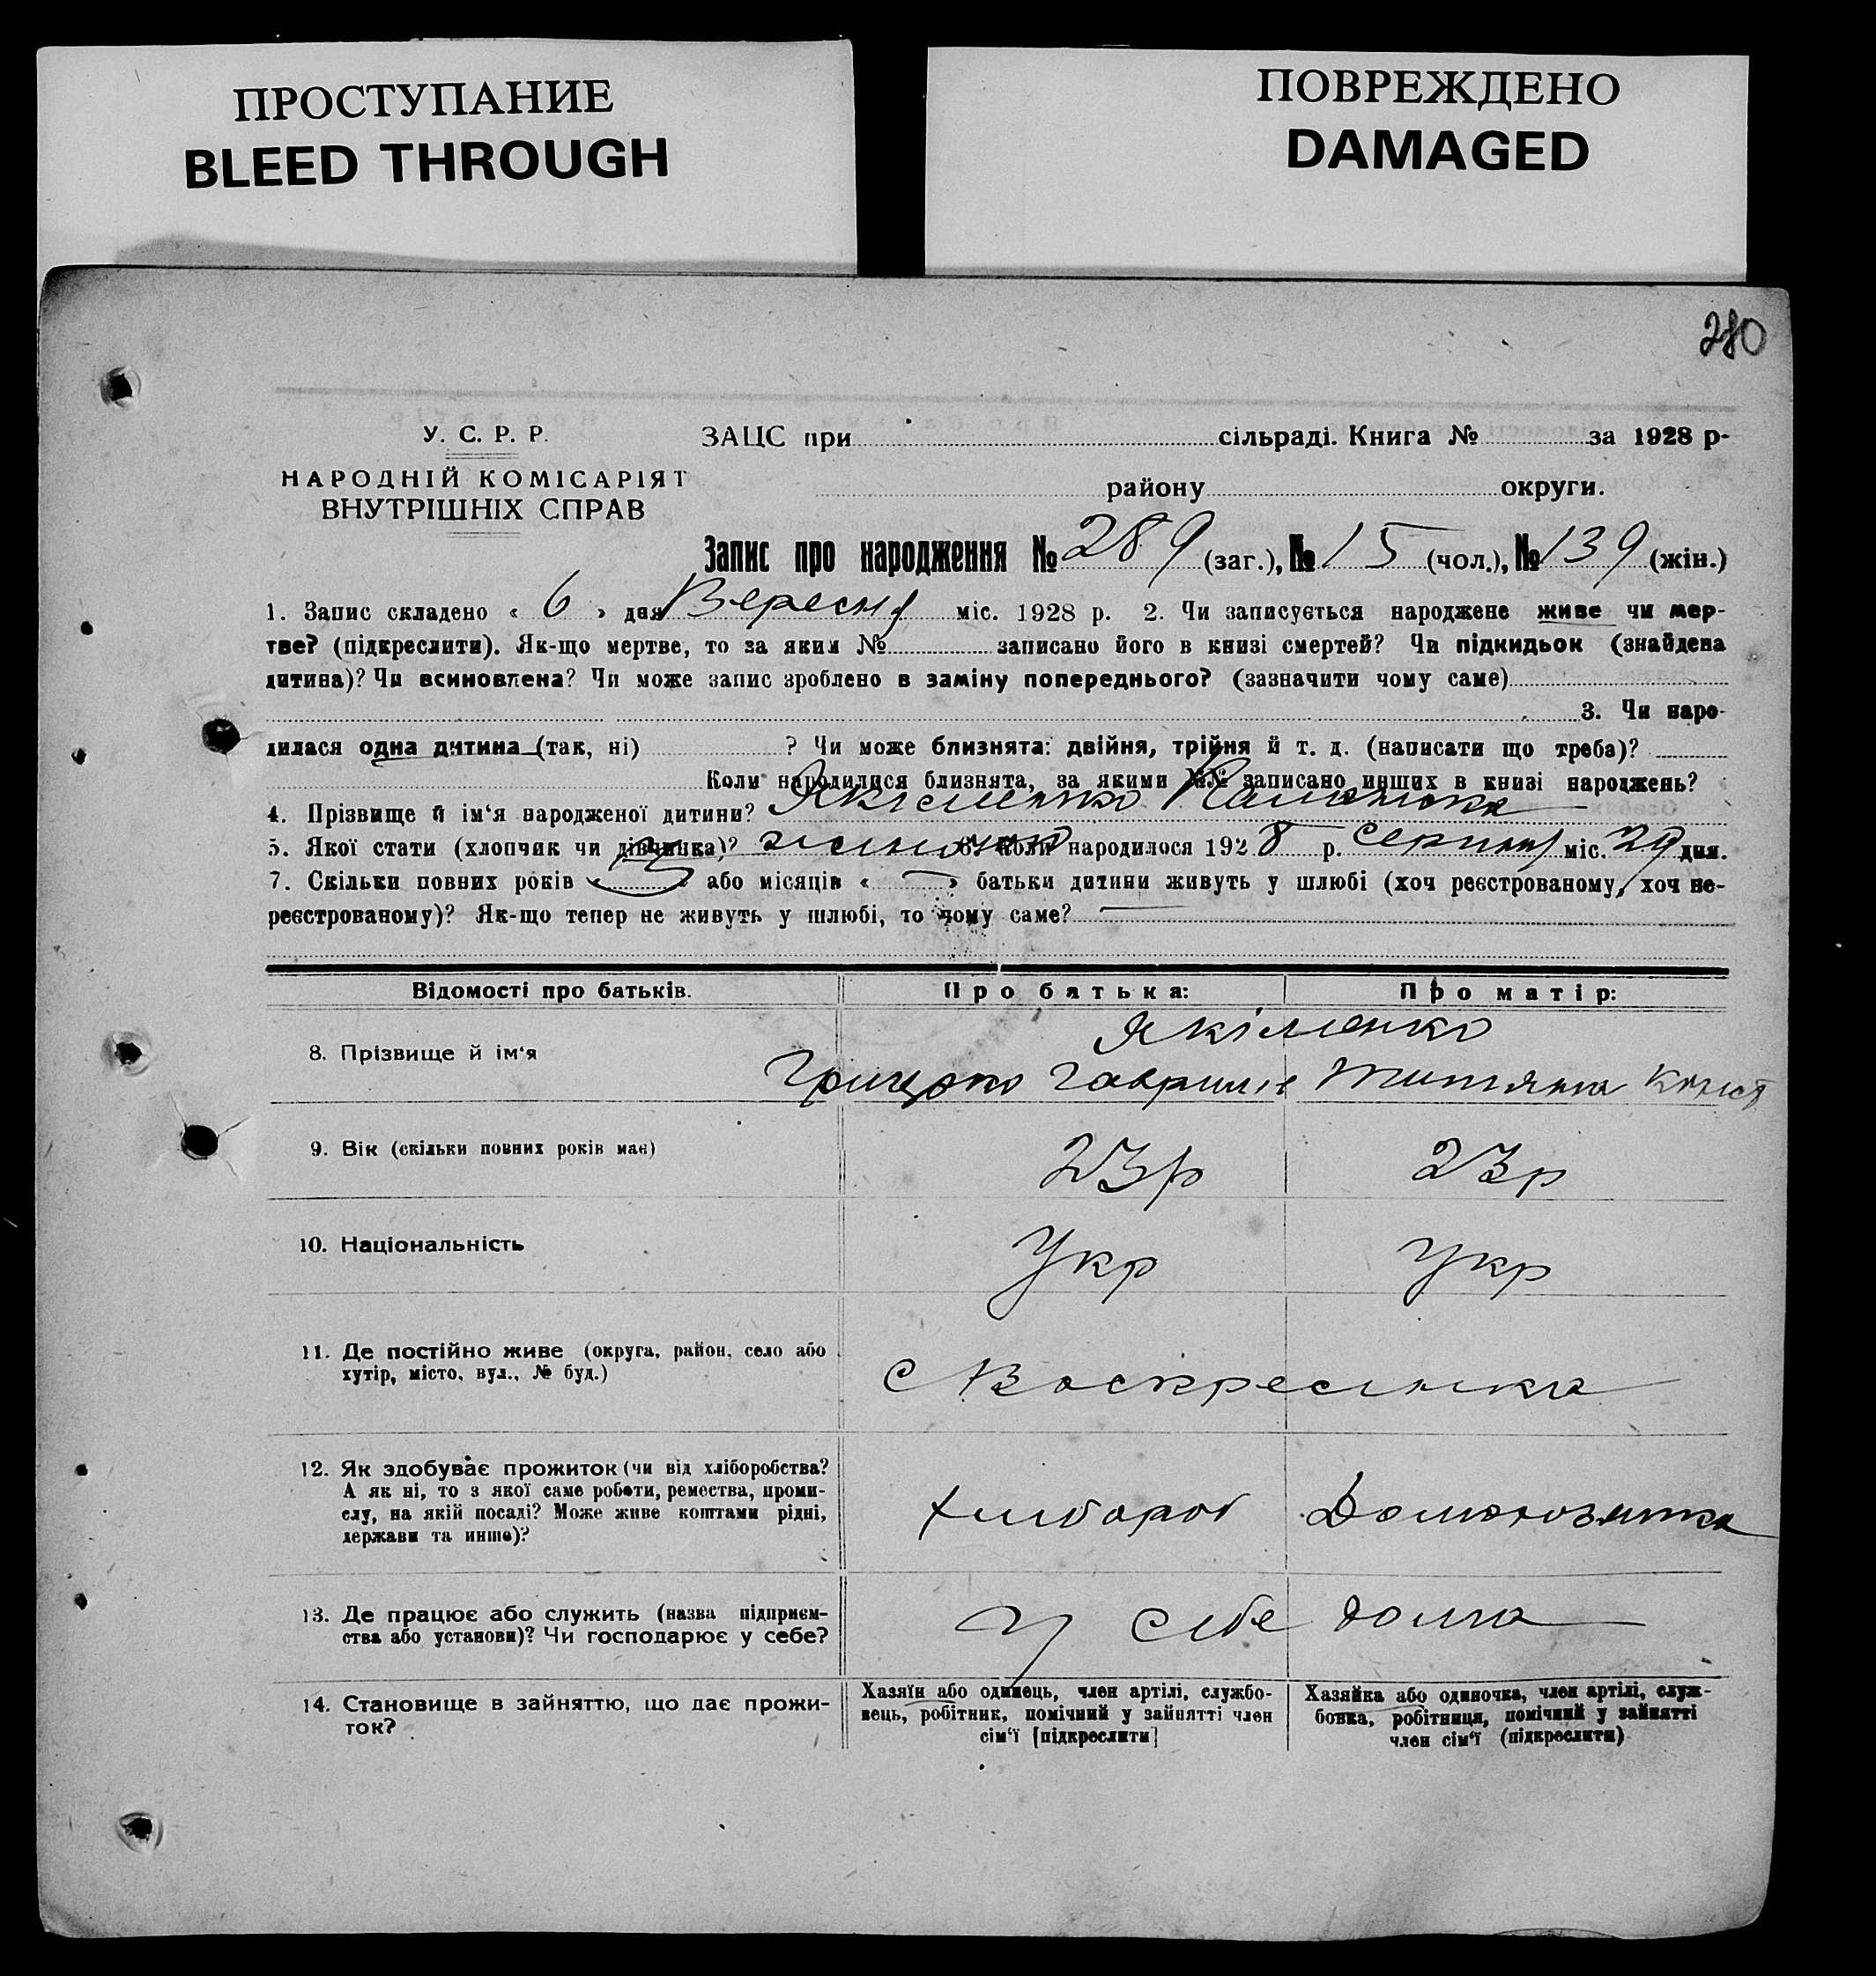 ПРОСТУПАНИЕ
BLEED THROUGH
ПОВРЕЖДЕНО
DAMAGED
280
У. С. Р. Р.
НАРОДНІЙ КОМІСАРІЯТ
ВНУТРІШНІХ СПРАВ
ЗАЦС при сільраді. Книга № за 1928 р-
району округи.
Запис про народження № 289 (заг.), № 15 (чол.), № 139 (жін.)
1. Запис складено « 6 » дня Вересня міс. 1928 р. 2. Чи записується народжене живе чи мер-
тве? (підкреслити). Як-що мертве, то за яким № записано його в книзі смертей? Чи підкидьок (знайдена
дитина)? Чи всиновлена? Чи може запис зроблено в заміну попереднього? (зазначити чому саме)
3. Чи наро-
дилася одна дитина (так, ні) ? Чи може близнята: двійня, трійня й т. д. (написати що треба)?
Коли народилися близнята, за якими №№ записано инших в книзі народжень?
4. Прізвище й ім‘я народженої дитини? Якіменко
5. Якої стати (хлопчик чи дівчинка)? жіночої 6. Коли народилося 1928 р. серпня міс. 29 дня.
7. Скільки повних років « 3 » або місяців « — » батьки дитини живуть у шлюбі (хоч реєстрованому, хоч не-
реєстрованому)? Як-що тепер не живуть у шлюбі, то чому саме? —
Відомості про батьків. Про батька: Про матір:
8. Прізвище й ім‘я
Якіменко
Грицько Гаврил
9. Вік (скільки повних років має) 23р 23р
10. Національність Укр Укр
11. Де постійно живе (округа, район, село або
хутір, місто, вул., № буд.)
С Воскресенка
12. Як здобуває прожиток (чи від хліборобства?
А як ні, то з якої саме роботи, ремества, проми-
слу, на якій посаді? Може живе коштами рідні,
держави та инше)?
хлібороб Домогозяйка
13. Де працює або служить (назва підприєм-
ства або установи)? Чи господарює у себе?
У себе дома
14. Становище в зайняттю, що дає прожи-
ток?
Хазяїн або одинець, член артілі, службо-
вець, робітник, помічний у зайнятті член
сім‘ї [підкреслити]
Хазяйка або одиночка, член артілі, служ-
бовка, робітниця, помічний у зайнятті
член сім‘ї (підкреслити)